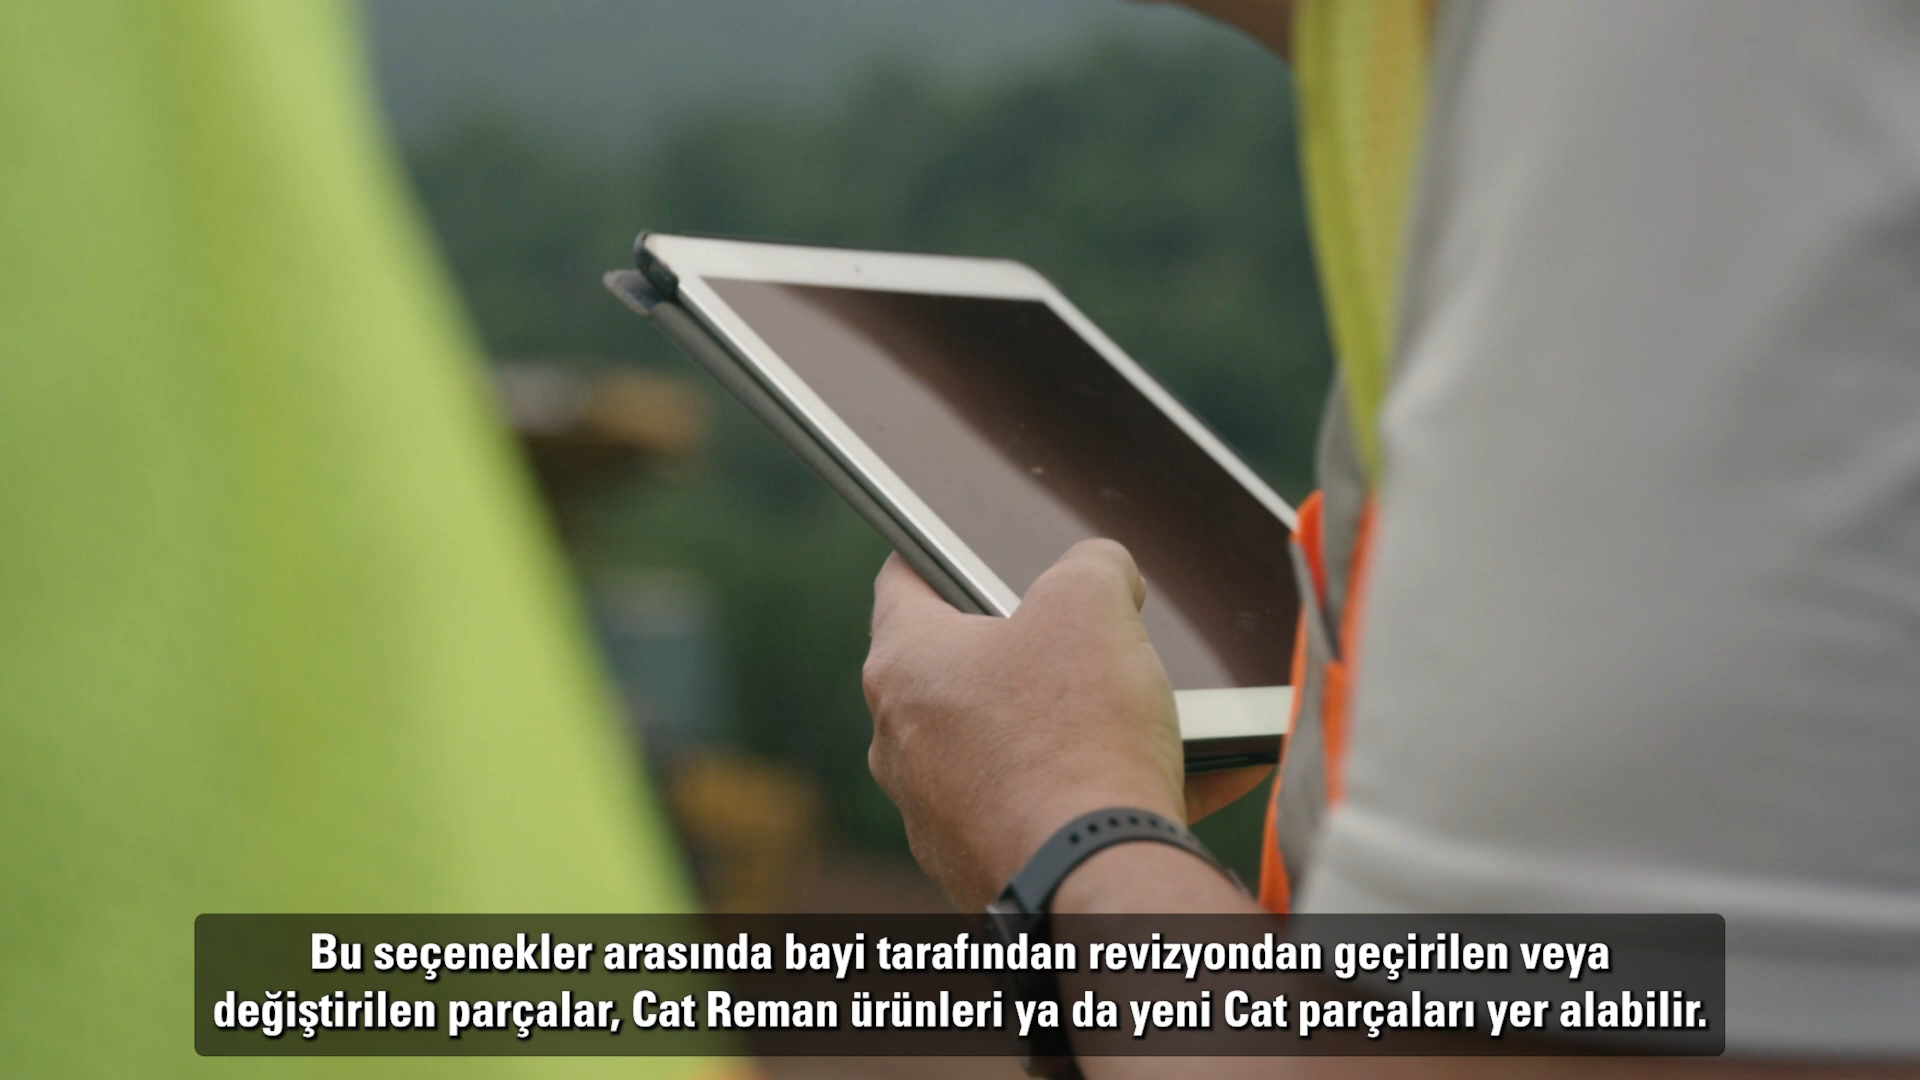 Bu seçenekler arasında bayi tarafından revizyondan geçirilen veya
değiştirilen parçalar, Cat Reman ürünleri ya da yeni Cat parçaları yer alabilir.